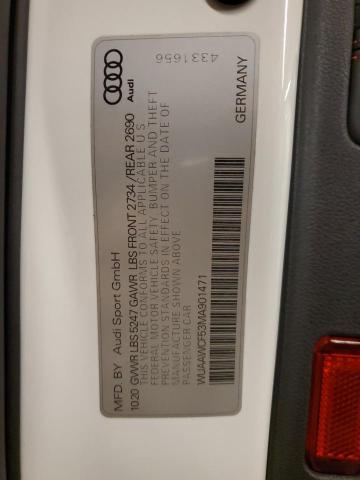 MFD. BY Audi Sport GmbH
1020 GVWR LBS5247 GAWR LBS FRONT 2734 /REAR 2690
THIS VEHICLE CONFORMS TO ALL APPLICABLE U S
FEDERAL MOTOR VEHICLE SAFETY, BUMPER AND THEFT
PREVENTION STANDARDS IN EFFECT ON THE DATE OF
MANUFACTURE SHOWN ABOVE.
PASSENGER CAR
WUAAWCF53MA901471
Audi
4331656
GERMANY